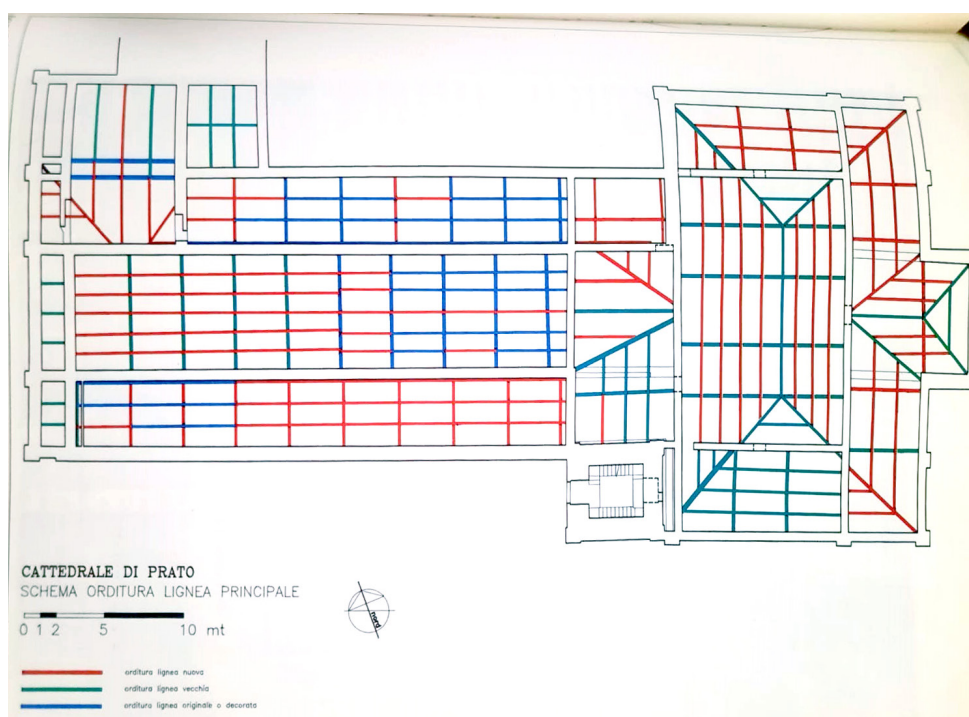 CATTEDRALE DI PRATO
SCHEMA ORDITURA LIGNEA PRINCIPALE
0 1 2 5 10 mt
nord
orditura lignea nuova
orditura lignea vecchia
orditura lignea originale o decorata